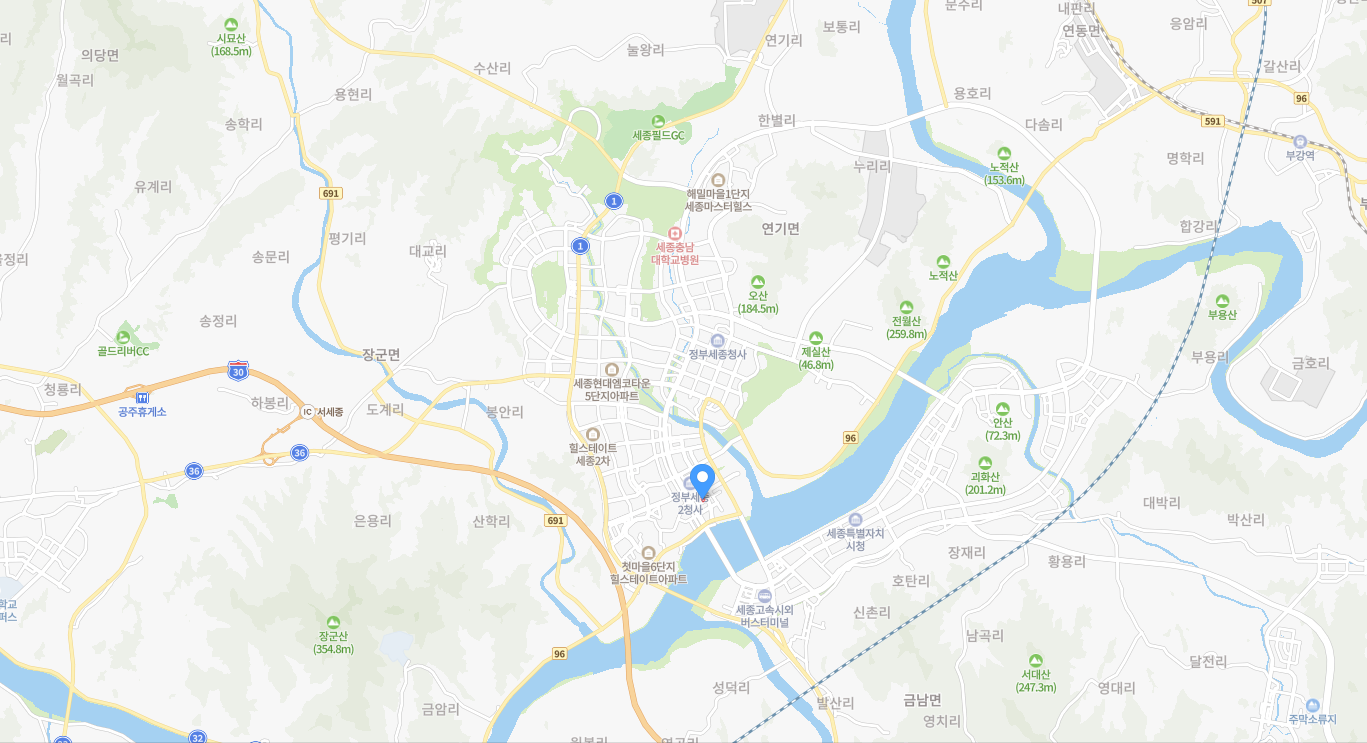 문수리
내판리
507
리
시묘산
(168.5m)
의당면
연기리
보통리
연동면
응암리
눌왕리
수산리
월곡리
갈산리
용현리
용호리
96
송학리
세종필드GC
한별리
다솜리
591
부강역
명학리
노적산
(153.6m)
누리리
유계리
691
해밀마을1단지
세종마스터힐스
1
연기면
합강리
평기리
1
세종충남
대학교병원
대교리
송문리
노적산
오산
(184.5m)
부용산
송정리
전월산
(259.8m)
골드리버CC
제실산
(46.8m)
정부세종청사
장군면
부용리
금호리
30
세종현대엠코타운
5단지아파트
청룡리
공주휴게소
하봉리
IC 서세종
도계리
봉안리
안산
(72.3m)
96
힐스테이트
세종2차
36
36
괴화산
(201.2m)
정부세종
2청사
대박리
은용리
산학리
691
세종특별자치
시청
박산리
장재리
황용리
첫마을6단지
힐스테이트아파트
호탄리
학교
퍼스
세종고속시외
버스터미널
신촌리
장군산
(354.8m)
남곡리
96
서대산
(247.3m)
달전리
성덕리
영대리
금암리
발산리
금남면
영치리
주막소류지
32